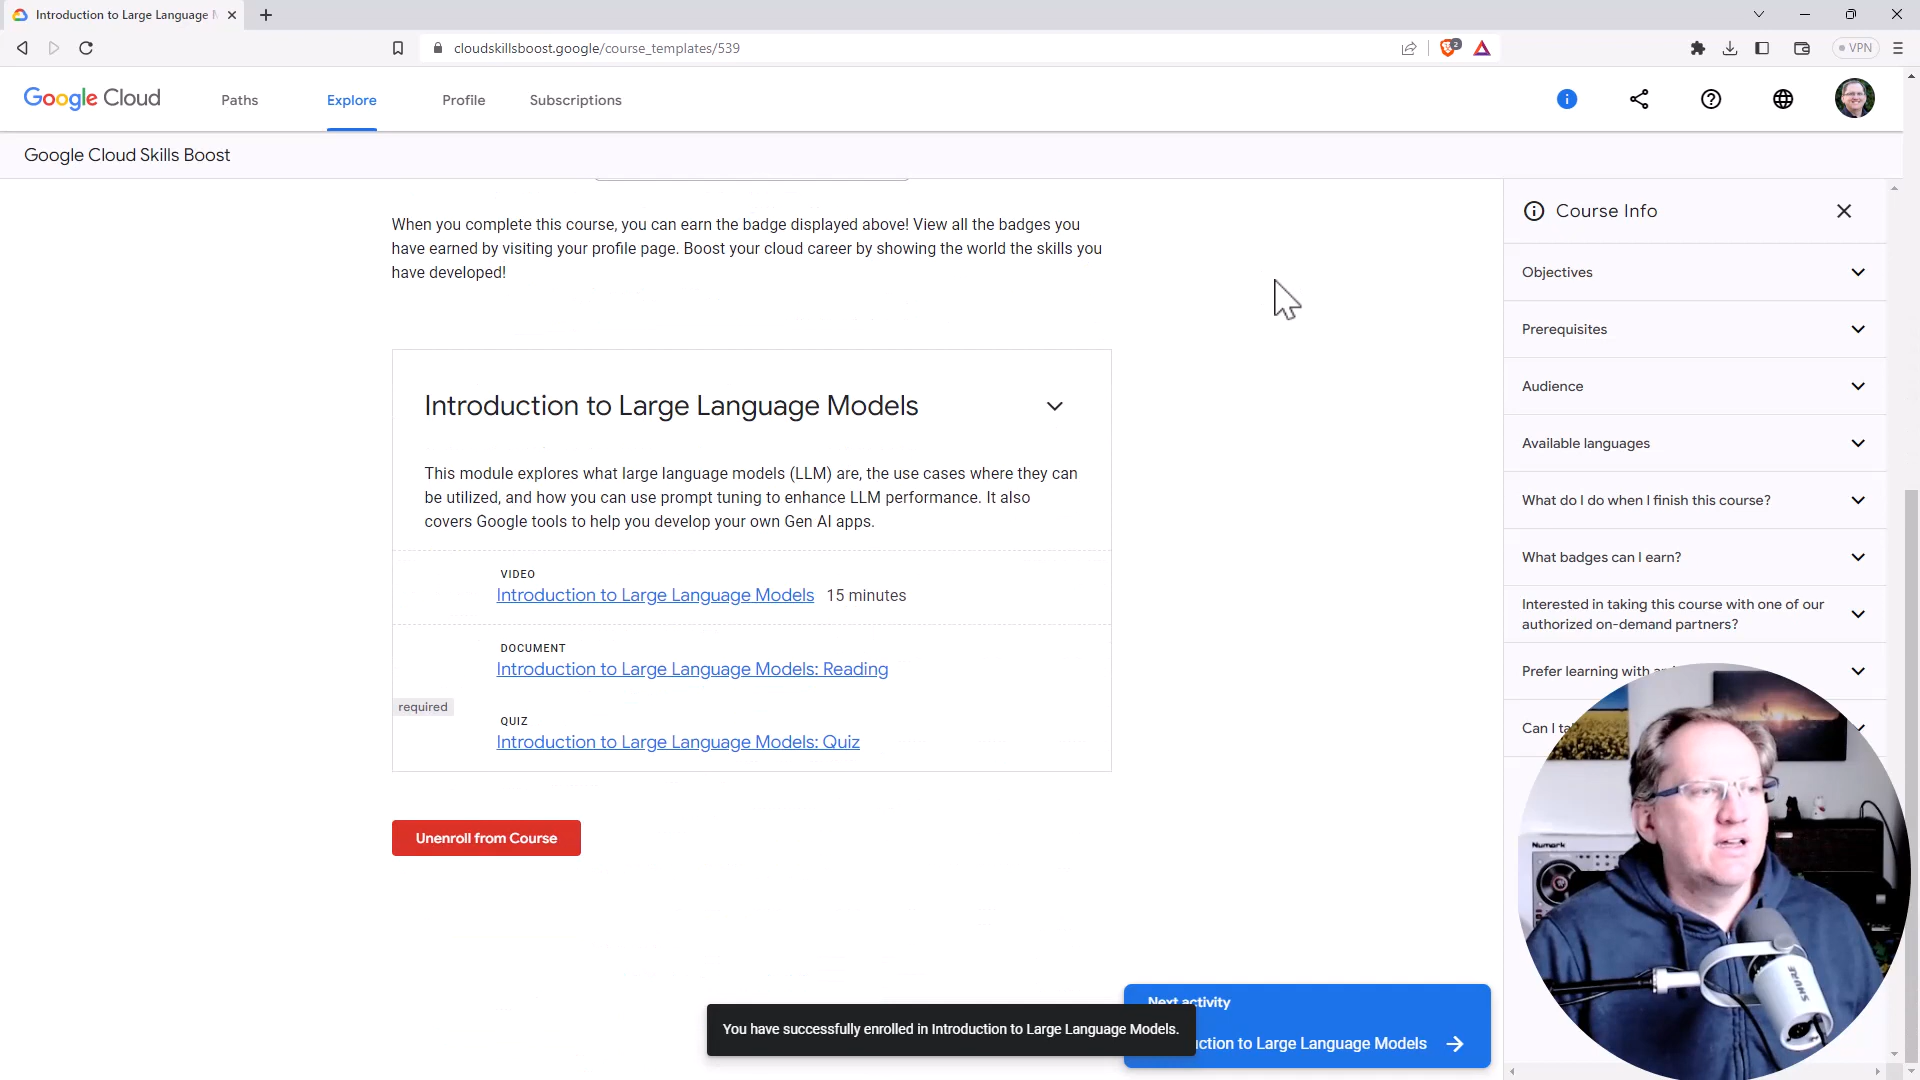 Introduction to Large Language M
cloudskillsboost.google/course_templates/539
2
VPN
Google Cloud
Paths
Explore
Profile
Subscriptions
Google Cloud Skills Boost
When you complete this course, you can earn the badge displayed above! View all the badges you
have earned by visiting your profile page. Boost your cloud career by showing the world the skills you
have developed!
Introduction to Large Language Models
This module explores what large language models (LLM) are, the use cases where they can
be utilized, and how you can use prompt tuning to enhance LLM performance. It also
covers Google tools to help you develop your own Gen AI apps.
VIDEO
Introduction to Large Language Models 15 minutes
DOCUMENT
Introduction to Large Language Models: Reading
required
QUIZ
Introduction to Large Language Models: Quiz
Unenroll from Course
Next activity
You have successfully enrolled in Introduction to Large Language Models.
uction to Large Language Models
Course Info
Objectives
Prerequisites
Audience
Available languages
What do I do when I finish this course?
What badges can I earn?
Interested in taking this course with one of our
authorized on-demand partners?
Prefer learning with
Can I ta
Numark
SHURE